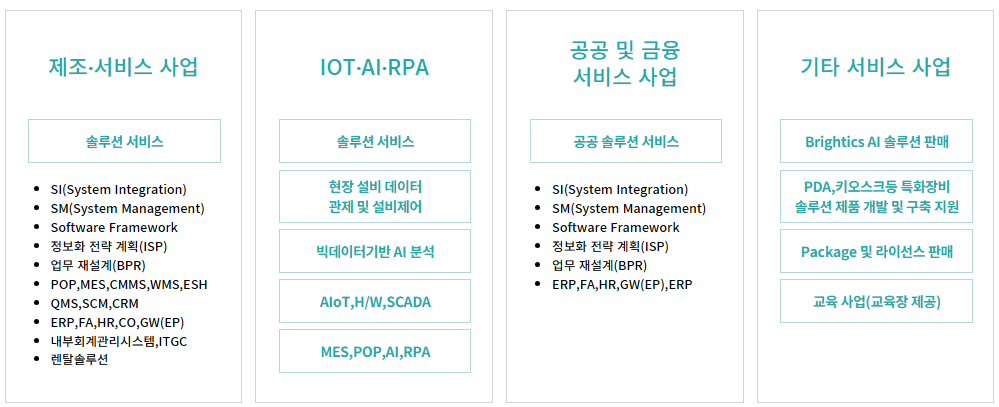 제조·서비스 사업
솔루션 서비스
SI(System Integration)
SM(System Management)
Software Framework
정보화 전략 계획(ISP)
업무 재설계(BPR)
POP,MES,CMMS,WMS,ESH
QMS,SCM,CRM
ERP,FA,HR,CO,GW(EP)
내부회계관리시스템,ITGC
렌탈솔루션
IOT·AI·RPA
솔루션 서비스
현장 설비 데이터
관제 및 설비제어
빅데이터기반 AI 분석
AIoT,H/W,SCADA
MES,POP,AI,RPA
공공 및 금융
서비스 사업
공공 솔루션 서비스
SI(System Integration)
SM(System Management)
Software Framework
정보화 전략 계획(ISP)
업무 재설계(BPR)
ERP,FA,HR,GW(EP),ERP
기타 서비스 사업
Brightics AI 솔루션 판매
PDA,키오스크등 특화장비
솔루션 제품 개발 및 구축 지원
Package 및 라이선스 판매
교육 사업(교육장 제공)